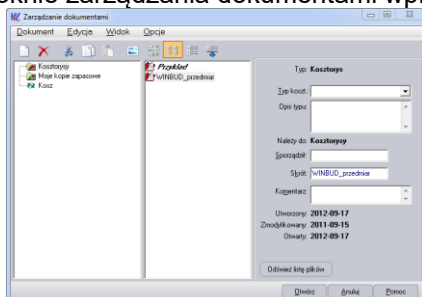 oknie zarządzania dokumentami wpr
Zarządzanie dokumentami
Dokument Edycja Widok Opcje
Kosztorysy
Moje kopie zapasowe
Kosz
Przykład
WINBUD_przedmiar
Typ: Kosztorys
Typ koszt.:
Opis typu:
Należy do: Kosztorysy
Sporządził:
Skrót: WINBUD_przedmiar
Komentarz:
Utworzony: 2012-09-17
Zmodyfikowany: 2011-09-15
Otwarty: 2012-09-17
Odśwież listę plików
Otwórz Anuluj Pomoc